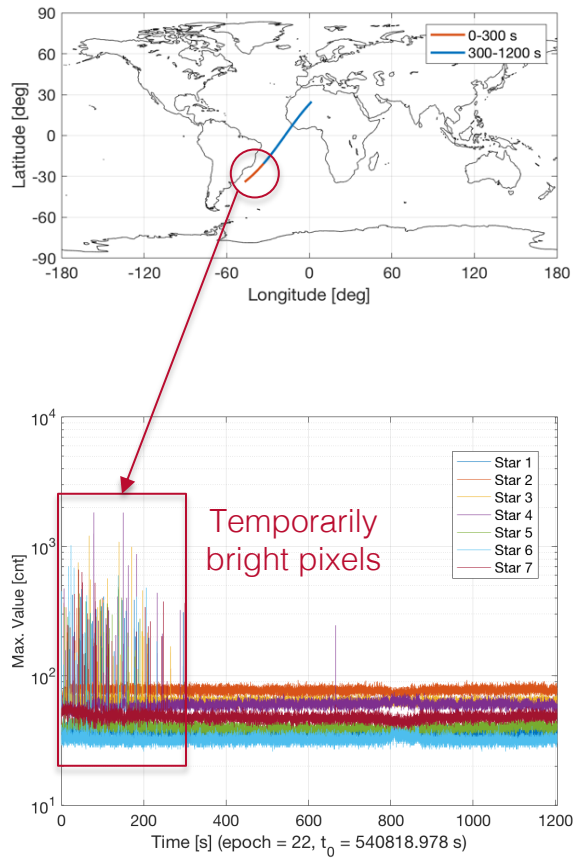 90
60
30
0
-30
-60
-90
Latitude [deg]
0-300 s
300-1200 s
-180
-120
-60
0
60
120
180
Longitude [deg]
10^4
10^3
10^2
10^1
Max. Value [cnt]
Star 1
Star 2
Star 3
Star 4
Star 5
Star 6
Star 7
Temporarily
bright pixels
0
200
400
600
800
1000
1200
Time [s] (epoch = 22, t_0 = 540818.978 s)